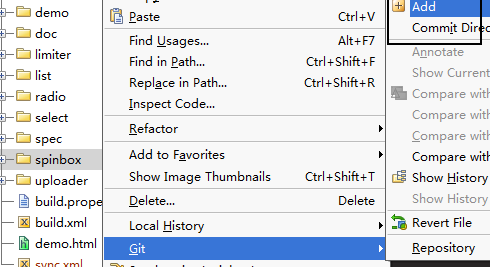 demo
doc
limiter
list
radio
select
spec
spinbox
uploader
build.prope
build.xml
demo.html
sync.xml
Paste Ctrl+V
Find Usages... Alt+F7
Find in Path... Ctrl+Shift+F
Replace in Path... Ctrl+Shift+R
Inspect Code...
Refactor
Add to Favorites
Show Image Thumbnails Ctrl+Shift+T
Delete... Delete
Local History
Git
Add
Commit Direc
Annotate
Show Current
Compare with
Compare with
Compare with
Compare with
Show History
Show History
Revert File
Repository